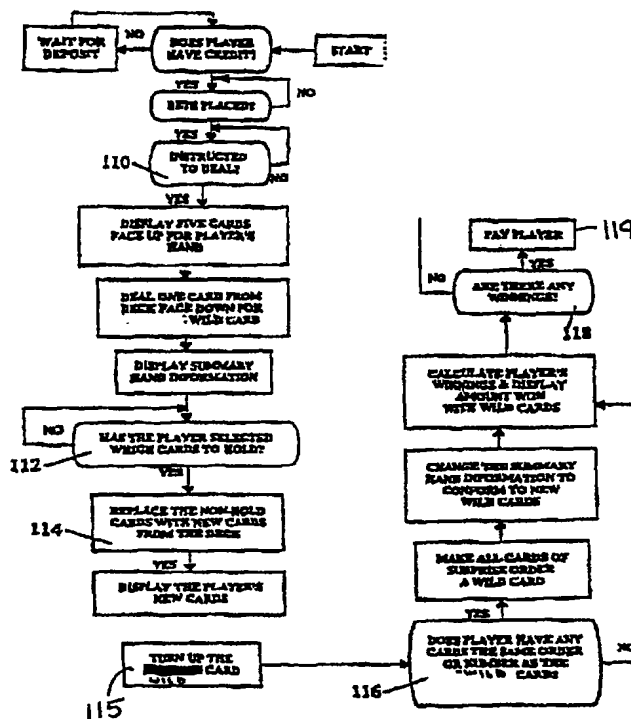 WAIT FOR
DEPOSIT
NO
DOES PLAYER
HAVE CREDIT?
START
YES
NO
BETS PLACED?
YES
110
INSTRUCTED
TO DEAL?
NO
YES
DISPLAY FIVE CARDS
FACE UP FOR PLAYER'S
HAND
DEAL ONE CARD FROM
DECK FACE DOWN FOR
WILD CARD
DISPLAY SUMMARY
HAND INFORMATION
NO
112
HAS THE PLAYER SELECTED
WHICH CARDS TO HOLD?
YES
114
REPLACE THE NON-HOLD
CARDS WITH NEW CARDS
FROM THE DECK
YES
DISPLAY THE PLAYER'S
NEW CARDS
115
TURN UP THE
CARD
WILD
116
DOES PLAYER HAVE ANY
CARDS THE SAME ORDER
OR NUMBER AS THE
WILD CARDS
NO
YES
MAKE ALL CARDS OF
SURPRISE ORDER
A WILD CARD
CHANGE THE SUMMARY
HAND INFORMATION TO
CONFORM TO NEW
WILD CARDS
CALCULATE PLAYER'S
WINNINGS & DISPLAY
AMOUNT WON
WITH WILD CARDS
118
ARE THERE ANY
WINNINGS?
NO
YES
PAY PLAYER
119